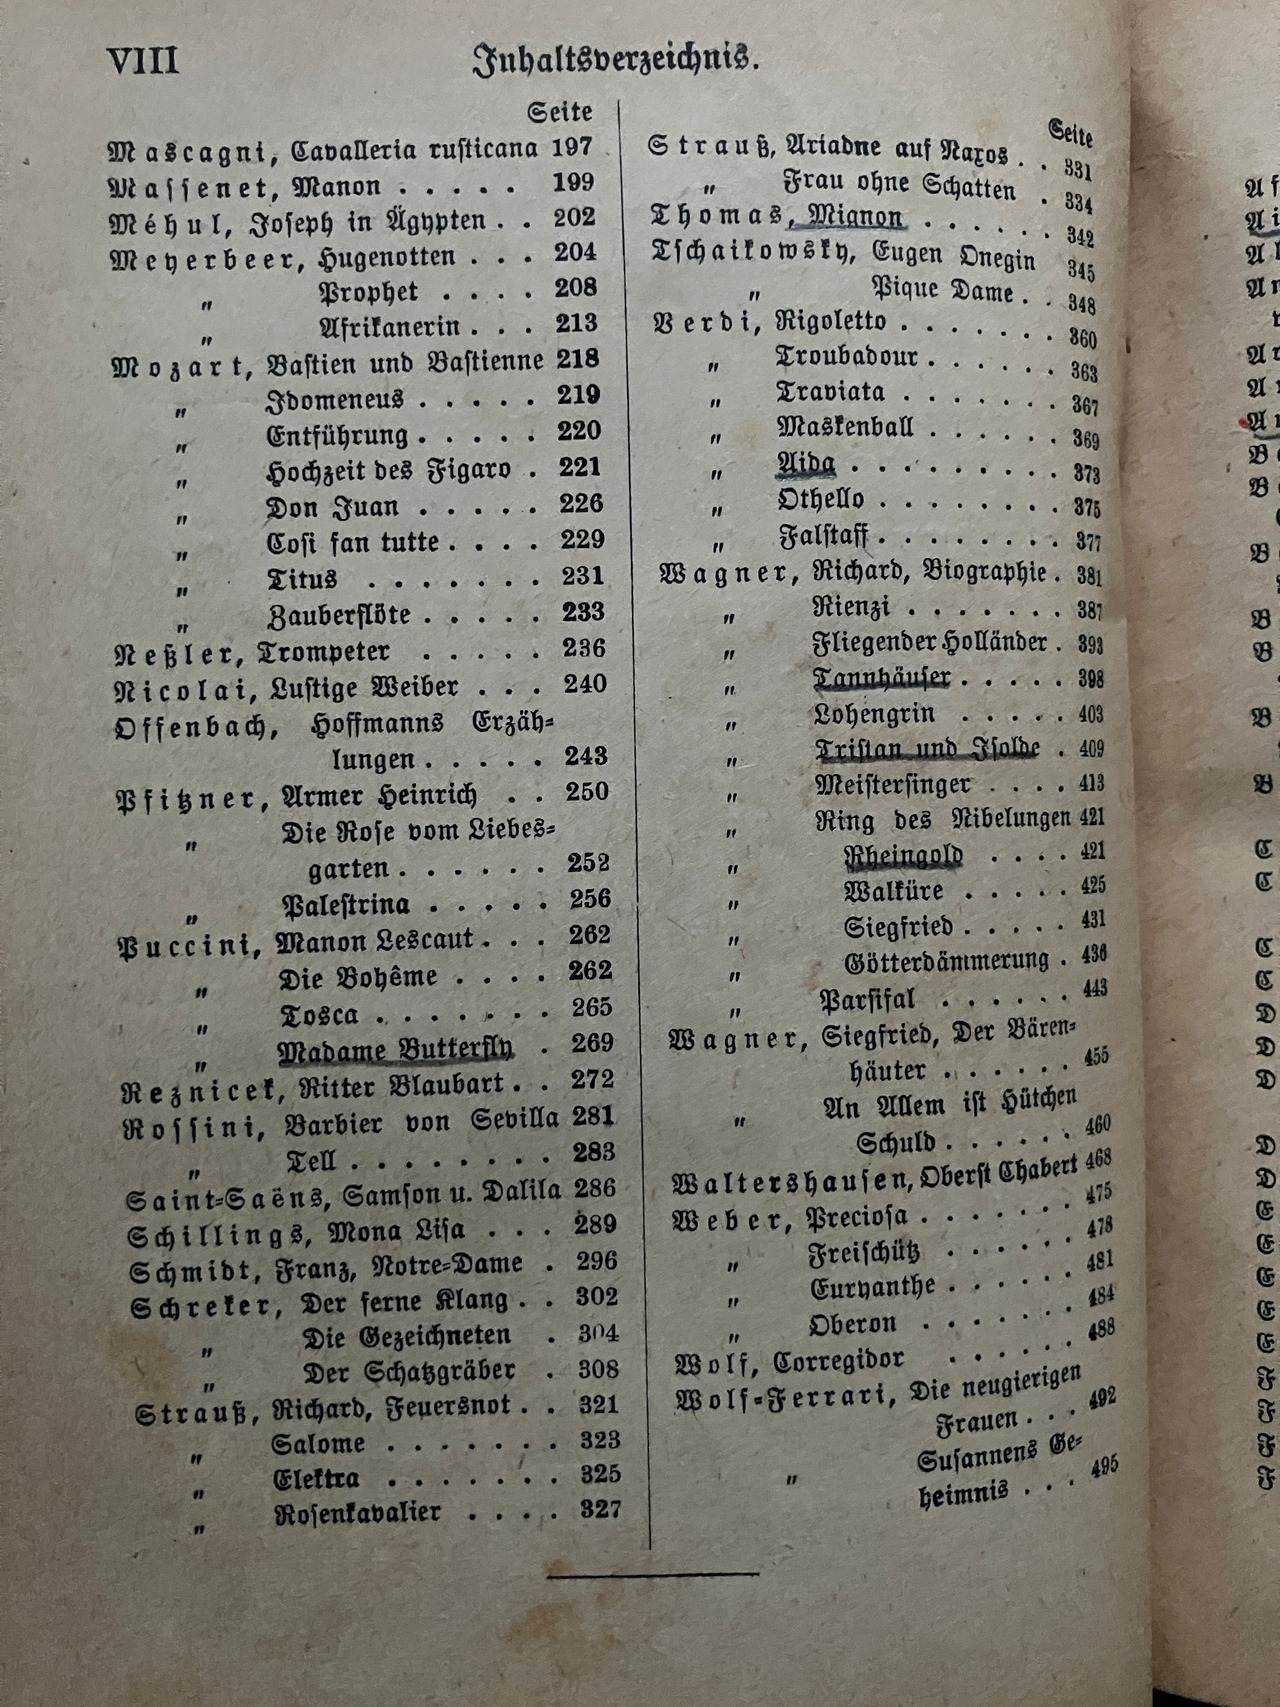 VIII
Inhaltsverzeichnis.
Seite
Mascagni, Cavalleria rusticana 197
Massenet, Manon . . . . . 199
Méhul, Joseph in Ägypten . . 202
Meyerbeer, Hugenotten . . . 204
" Prophet . . . . 208
" Afrikanerin . . . 213
Mozart, Bastien und Bastienne 218
" Idomeneus . . . . . 219
" Entführung . . . . . 220
" Hochzeit des Figaro . 221
" Don Juan . . . . . 226
" Cosi fan tutte . . . . 229
" Titus . . . . . . . 231
" Zauberflöte . . . . . 233
Neßler, Trompeter . . . . . 236
Nicolai, Lustige Weiber . . . 240
Offenbach, Hoffmanns Erzäh-
lungen . . . . . 243
Pfitzner, Armer Heinrich . . 250
" Die Rose vom Liebes-
garten . . . . . . 252
" Palestrina . . . . . 256
Puccini, Manon Lescaut . . . 262
" Die Bohême . . . . 262
" Tosca . . . . . . . 265
" Madame Butterfly . 269
Reznicek, Ritter Blaubart . . 272
Rossini, Barbier von Sevilla 281
" Tell . . . . . . . . 283
Saint-Saëns, Samson u. Dalila 286
Schillings, Mona Lisa . . . 289
Schmidt, Franz, Notre-Dame . 296
Schreker, Der ferne Klang . . 302
" Die Gezeichneten . 304
" Der Schatzgräber . 308
Strauß, Richard, Feuersnot . . 321
" Salome . . . . . . . 323
" Elektra . . . . . . . 325
" Rosenkavalier . . . . 327
Seite
Strauß, Ariadne auf Naxos . . 331
" Frau ohne Schatten . 334
Thomas, Mignon . . . . . . 342
Tschaikowsky, Eugen Onegin 345
" Pique Dame . . 348
Verdi, Rigoletto . . . . . . . 360
" Troubadour . . . . . . 363
" Traviata . . . . . . . 367
" Maskenball . . . . . . 369
" Aida . . . . . . . . . 373
" Othello . . . . . . . . 375
" Falstaff . . . . . . . . 377
Wagner, Richard, Biographie . 381
" Rienzi . . . . . . . 387
" Fliegender Holländer . 393
" Tannhäuser . . . . . 398
" Lohengrin . . . . . 403
" Tristan und Isolde . 409
" Meistersinger . . . . 413
" Ring des Nibelungen 421
" Rheingold . . . . 421
" Walküre . . . . . 425
" Siegfried . . . . . 431
" Götterdämmerung . 436
" Parsifal . . . . . . 443
Wagner, Siegfried, Der Bären-
häuter . . . . . . 455
" An Allem ist Hütchen
Schuld . . . . . . 460
Waltershausen, Oberst Chabert 468
Weber, Preciosa . . . . . . . 475
" Freischütz . . . . . . 478
" Euryanthe . . . . . . 481
" Oberon . . . . . . . 484
Wolf, Corregidor . . . . . . 488
Wolf-Ferrari, Die neugierigen
Frauen . . . 492
" Susannens Ge-
heimnis . . . 495